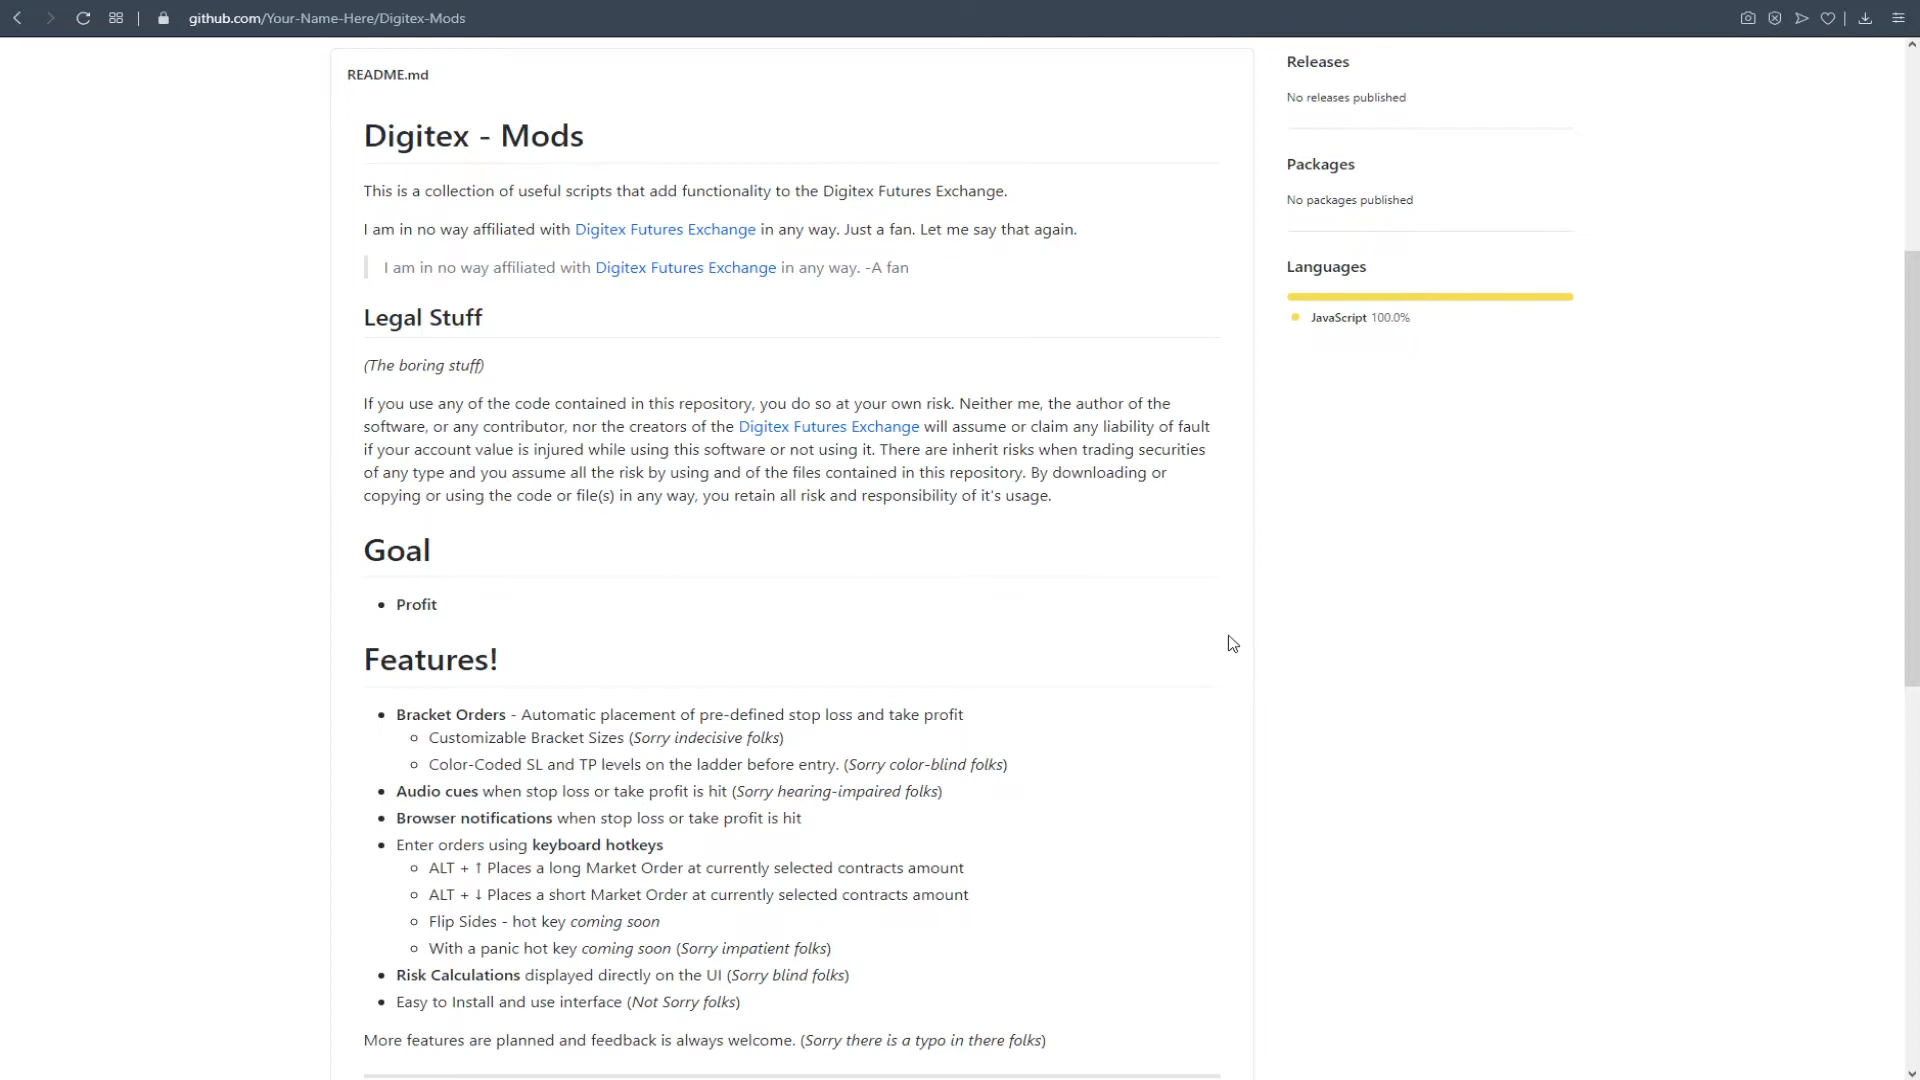 github.com/Your-Name-Here/Digitex-Mods
README.md
Digitex - Mods
This is a collection of useful scripts that add functionality to the Digitex Futures Exchange.
I am in no way affiliated with Digitex Futures Exchange in any way. Just a fan. Let me say that again.
I am in no way affiliated with Digitex Futures Exchange in any way. -A fan
Legal Stuff
(The boring stuff)
If you use any of the code contained in this repository, you do so at your own risk. Neither me, the author of the
software, or any contributor, nor the creators of the Digitex Futures Exchange will assume or claim any liability of fault
if your account value is injured while using this software or not using it. There are inherit risks when trading securities
of any type and you assume all the risk by using and of the files contained in this repository. By downloading or
copying or using the code or file(s) in any way, you retain all risk and responsibility of it's usage.
Goal
• Profit
Features!
• Bracket Orders - Automatic placement of pre-defined stop loss and take profit
◦ Customizable Bracket Sizes (Sorry indecisive folks)
◦ Color-Coded SL and TP levels on the ladder before entry. (Sorry color-blind folks)
• Audio cues when stop loss or take profit is hit (Sorry hearing-impaired folks)
• Browser notifications when stop loss or take profit is hit
• Enter orders using keyboard hotkeys
◦ ALT + ↑ Places a long Market Order at currently selected contracts amount
◦ ALT + ↓ Places a short Market Order at currently selected contracts amount
◦ Flip Sides - hot key coming soon
◦ With a panic hot key coming soon (Sorry impatient folks)
• Risk Calculations displayed directly on the UI (Sorry blind folks)
• Easy to Install and use interface (Not Sorry folks)
More features are planned and feedback is always welcome. (Sorry there is a typo in there folks)
Releases
No releases published
Packages
No packages published
Languages
JavaScript 100.0%